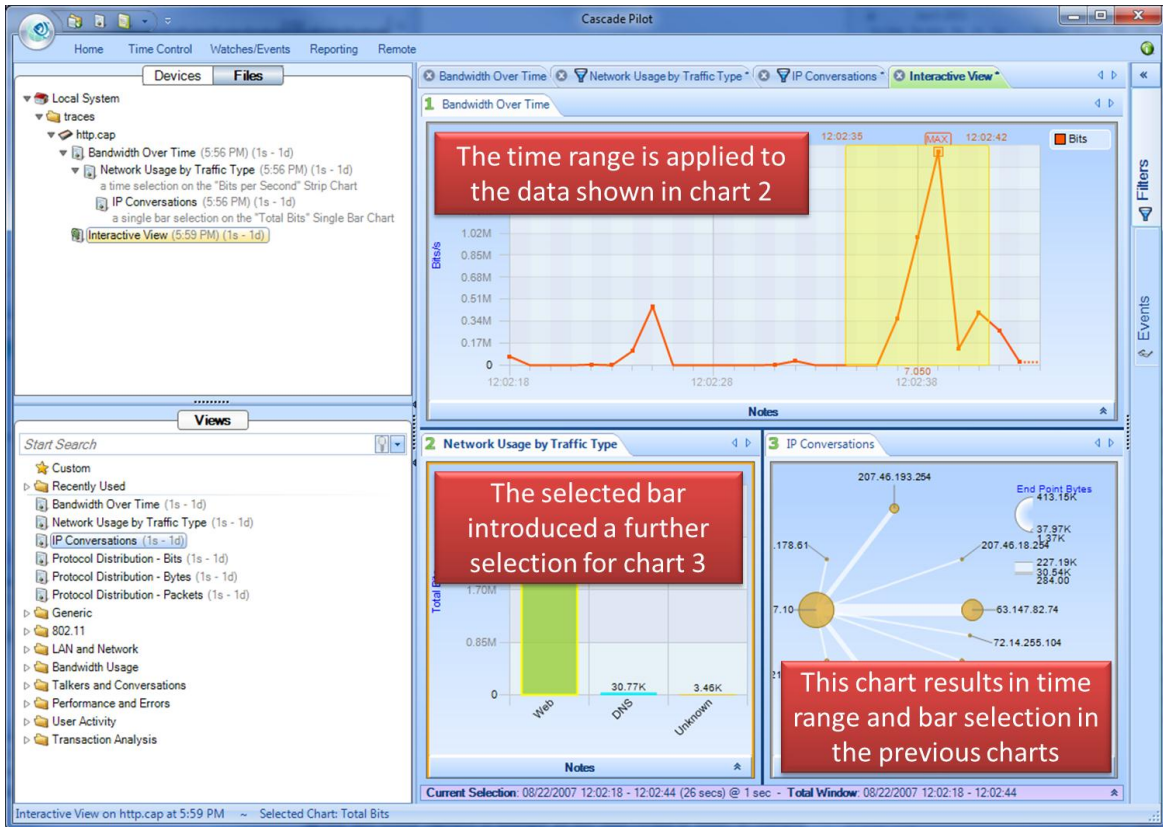 Cascade Pilot
Home Time Control Watches/Events Reporting Remote
Devices Files
Local System
traces
http.cap
Bandwidth Over Time (5:56 PM) (1s - 1d)
Network Usage by Traffic Type (5:56 PM) (1s - 1d)
a time selection on the "Bits per Second" Strip Chart
IP Conversations (5:56 PM) (1s - 1d)
a single bar selection on the "Total Bits" Single Bar Chart
Interactive View (5:59 PM) (1s - 1d)
Views
Start Search
Custom
Recently Used
Bandwidth Over Time (1s - 1d)
Network Usage by Traffic Type (1s - 1d)
IP Conversations (1s - 1d)
Protocol Distribution - Bits (1s - 1d)
Protocol Distribution - Bytes (1s - 1d)
Protocol Distribution - Packets (1s - 1d)
Generic
802.11
LAN and Network
Bandwidth Usage
Talkers and Conversations
Performance and Errors
User Activity
Transaction Analysis
Bandwidth Over Time Network Usage by Traffic Type * IP Conversations * Interactive View *
1 Bandwidth Over Time
The time range is applied to
the data shown in chart 2
12:02:35 MAX 12:02:42
Bits
Bits/s
1.02M
0.85M
0.68M
0.51M
0.34M
0.17M
0
7.050
12:02:18 12:02:28 12:02:38
Notes
2 Network Usage by Traffic Type
The selected bar
introduced a further
selection for chart 3
1.70M
0.85M
0
30.77K
3.46K
Web
DNS
Unknown
Notes
3 IP Conversations
207.46.193.254
End Point Bytes
413.15K
37.97K
1.37K
227.19K
30.54K
284.00
.178.61
207.46.18.254
7.10
63.147.82.74
72.14.255.104
This chart results in time
range and bar selection in
the previous charts
Filters
Events
Current Selection: 08/22/2007 12:02:18 - 12:02:44 (26 secs) @ 1 sec - Total Window: 08/22/2007 12:02:18 - 12:02:44
Interactive View on http.cap at 5:59 PM ~ Selected Chart: Total Bits